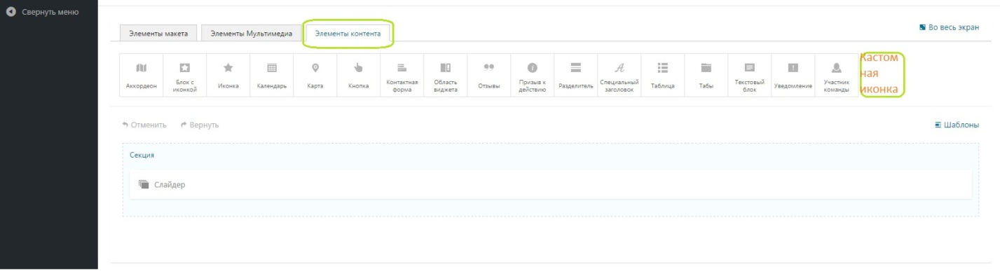 Свернуть меню
Элементы макета Элементы Мультимедиа Элементы контента Во весь экран
Аккордеон
Блок с
иконкой
Иконка
Календарь
Карта
Кнопка
Контактная
форма
Область
виджета
Отзывы
Призыв к
действию
Разделитель
Специальный
заголовок
Таблица
Табы
Текстовый
блок
Уведомление
Участник
команды
Кастом
ная
иконка
Отменить Вернуть Шаблоны
Секция
Слайдер